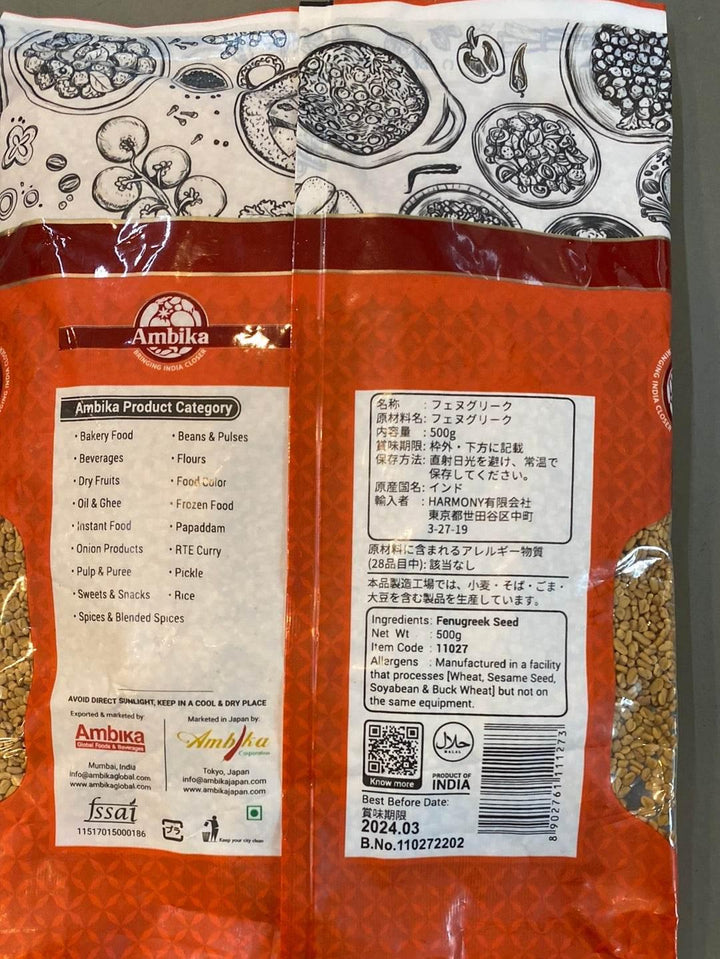 Ambika
BRINGING INDIA CLOSER
Ambika Product Category
・Bakery Food
・Beverages
・Dry Fruits
・Oil & Ghee
・Instant Food
・Onion Products
・Pulp & Puree
・Sweets & Snacks
・Spices & Blended Spices
・Beans & Pulses
・Flours
・Food Color
・Frozen Food
・Papaddam
・RTE Curry
・Pickle
・Rice
AVOID DIRECT SUNLIGHT, KEEP IN A COOL & DRY PLACE
Exported & marketed by
Ambika
Global Foods & Beverages
Mumbai, India
info@ambikaglobal.com
www.ambikaglobal.com
Marketed in Japan by:
Ambika
Corporation
Tokyo, Japan
info@ambikajapan.com
www.ambikajapan.com
fssai
11517015000186
プラ
Keep your city clean
名称 : フェヌグリーク
原材料名: フェヌグリーク
内容量 : 500g
賞味期限: 枠外・下方に記載
保存方法: 直射日光を避け、常温で
保存してください。
原産国名: インド
輸入者 : HARMONY有限会社
東京都世田谷区中町
3-27-19
原材料に含まれるアレルギー物質
(28品目中): 該当なし
本品製造工場では、小麦・そば・ごま・
大豆を含む製品を生産しています。
Ingredients: Fenugreek Seed
Net Wt : 500g
Item Code : 11027
Allergens : Manufactured in a facility
that processes [Wheat, Sesame Seed,
Soyabean & Buck Wheat] but not on
the same equipment.
Know more
حلال
HALAL
PRODUCT OF
INDIA
8902761111273
Best Before Date:
賞味期限
2024.03
B.No.110272202
BRINGING INDIA CLOSER